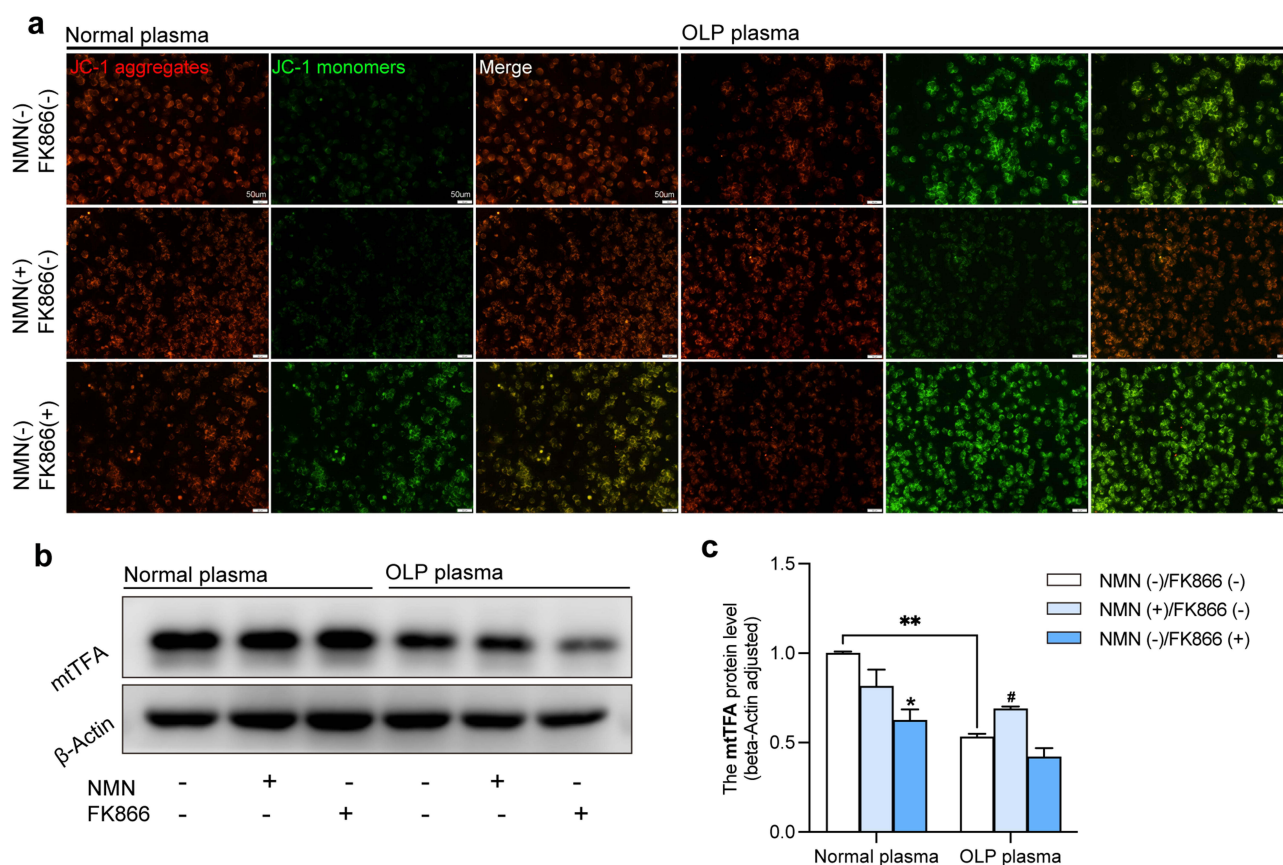 a
Normal plasma
OLP plasma
JC-1 aggregates
JC-1 monomers
Merge
NMN(-)
FK866(-)
50um
50um
50um
NMN(+)
FK866(-)
NMN(-)
FK866(+)
b
Normal plasma
OLP plasma
mtTFA
β-Actin
NMN - + - - + -
FK866 - - + - - +
c
The mtTFA protein level
(beta-Actin adjusted)
1.5
1.0
0.5
0.0
**
*
#
NMN (-)/FK866 (-)
NMN (+)/FK866 (-)
NMN (-)/FK866 (+)
Normal plasma
OLP plasma